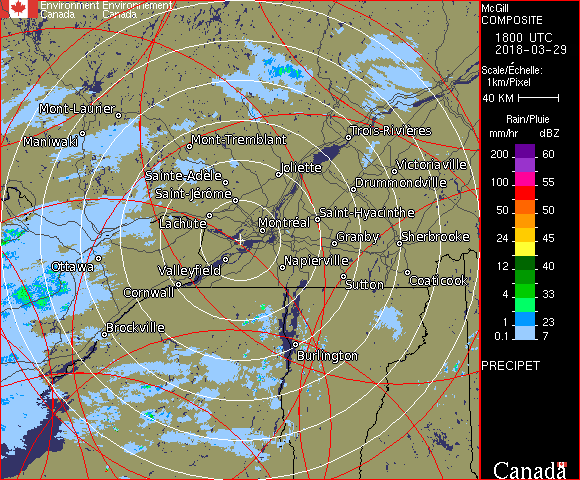 Environment Environnement
Canada Canada
McGill
COMPOSITE
1800 UTC
2018-03-29
Scale/Échelle:
1km/Pixel
40 KM
Rain/Pluie
mm/hr dBZ
200 60
100 55
50 50
24 45
12 40
4 33
1 23
0.1 7
PRECIPET
Canada
Mont-Laurier
Maniwaki
Mont-Tremblant
Trois-Rivières
Victoriaville
Joliette
Sainte-Adèle
Drummondville
Saint-Jérôme
Saint-Hyacinthe
Lachute
Montréal
Granby
Sherbrooke
Ottawa
Valleyfield
Napierville
Cornwall
Sutton
Coaticook
Brockville
Burlington